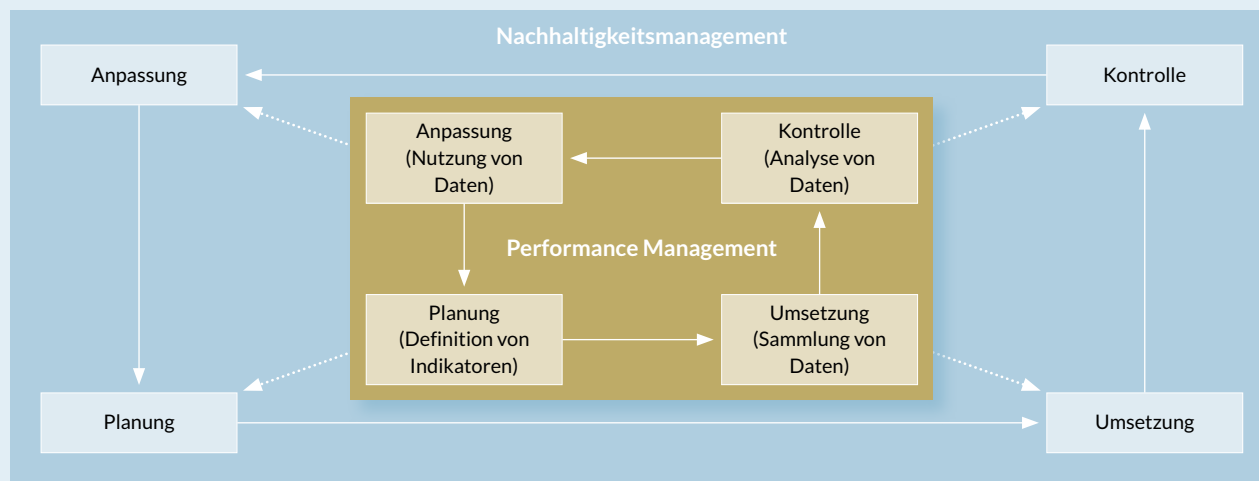 Nachhaltigkeitsmanagement
Anpassung
Kontrolle
Anpassung
(Nutzung von
Daten)
Kontrolle
(Analyse von
Daten)
Performance Management
Planung
(Definition von
Indikatoren)
Umsetzung
(Sammlung von
Daten)
Planung
Umsetzung